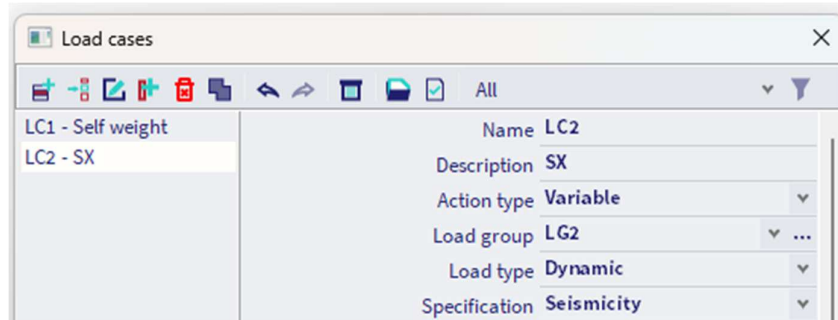 Load cases
All
LC1 - Self weight
LC2 - SX
Name LC2
Description SX
Action type Variable
Load group LG2 ...
Load type Dynamic
Specification Seismicity